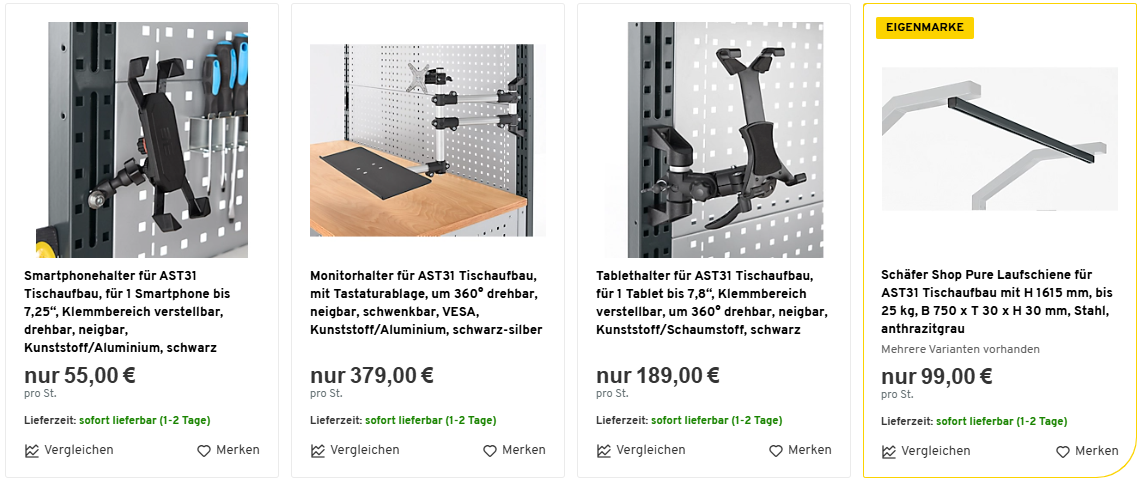 Smartphonehalter für AST31
Tischaufbau, für 1 Smartphone bis
7,25“, Klemmbereich verstellbar,
drehbar, neigbar,
Kunststoff/Aluminium, schwarz
nur 55,00 €
pro St.
Lieferzeit: sofort lieferbar (1-2 Tage)
Vergleichen
Merken
Monitorhalter für AST31 Tischaufbau,
mit Tastaturablage, um 360° drehbar,
neigbar, schwenkbar, VESA,
Kunststoff/Aluminium, schwarz-silber
nur 379,00 €
pro St.
Lieferzeit: sofort lieferbar (1-2 Tage)
Vergleichen
Merken
Tablethalter für AST31 Tischaufbau,
für 1 Tablet bis 7,8“, Klemmbereich
verstellbar, um 360° drehbar, neigbar,
Kunststoff/Schaumstoff, schwarz
nur 189,00 €
pro St.
Lieferzeit: sofort lieferbar (1-2 Tage)
Vergleichen
Merken
EIGENMARKE
Schäfer Shop Pure Laufschiene für
AST31 Tischaufbau mit H 1615 mm, bis
25 kg, B 750 x T 30 x H 30 mm, Stahl,
anthrazitgrau
Mehrere Varianten vorhanden
nur 99,00 €
pro St.
Lieferzeit: sofort lieferbar (1-2 Tage)
Vergleichen
Merken